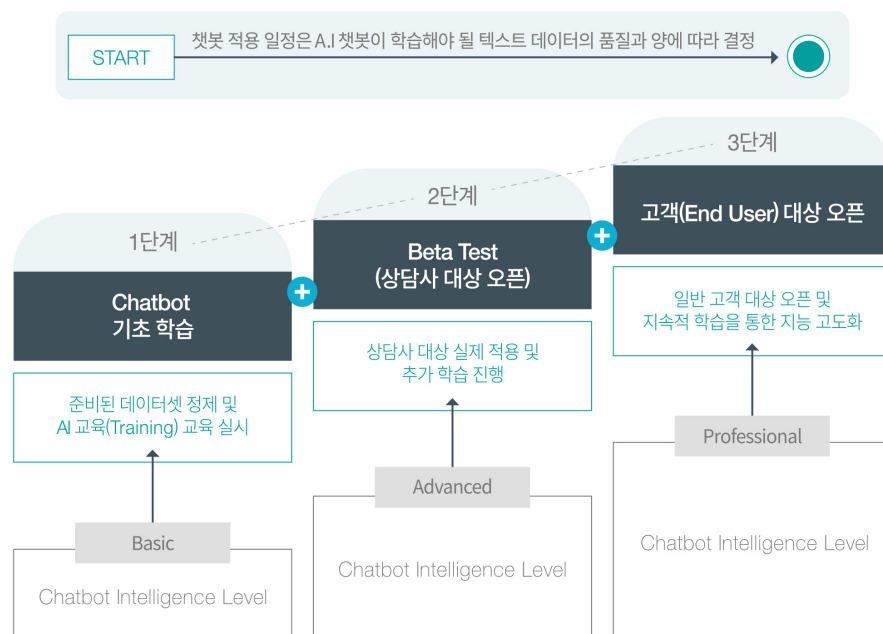 START
챗봇 적용 일정은 A.I 챗봇이 학습해야 될 텍스트 데이터의 품질과 양에 따라 결정
1단계
Chatbot
기초 학습
준비된 데이터셋 정제 및
AI 교육(Training) 교육 실시
Basic
Chatbot Intelligence Level
2단계
Beta Test
(상담사 대상 오픈)
상담사 대상 실제 적용 및
추가 학습 진행
Advanced
Chatbot Intelligence Level
3단계
고객(End User) 대상 오픈
일반 고객 대상 오픈 및
지속적 학습을 통한 지능 고도화
Professional
Chatbot Intelligence Level